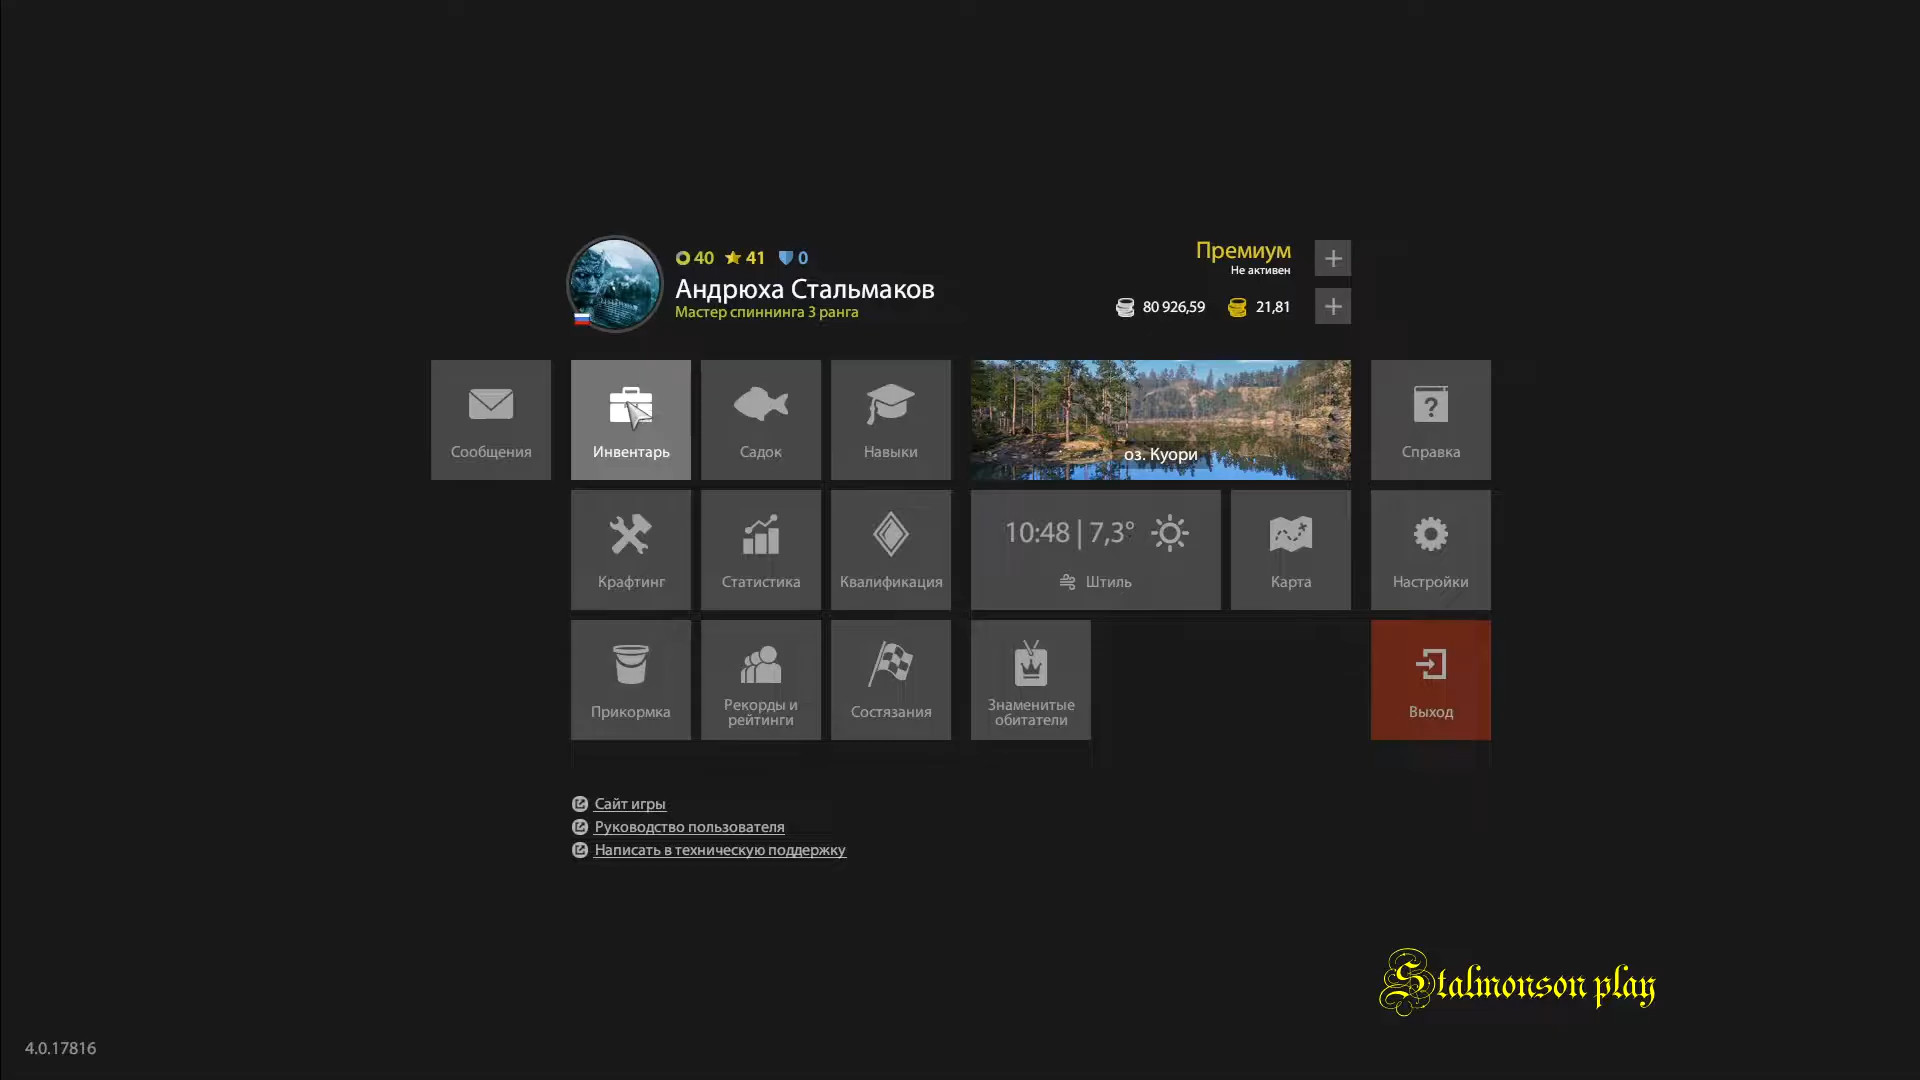 40 41 0
Андрюха Стальмаков
Мастер спиннинга 3 ранга
Премиум
Не активен
80 926,59 21,81
Сообщения
Инвентарь
Садок
Навыки
оз. Куори
Справка
Крафтинг
Статистика
Квалификация
10:48 | 7,3°
Штиль
Карта
Настройки
Прикормка
Рекорды и
рейтинги
Состязания
Знаменитые
обитатели
Выход
Сайт игры
Руководство пользователя
Написать в техническую поддержку
Stalmonson play
4.0.17816